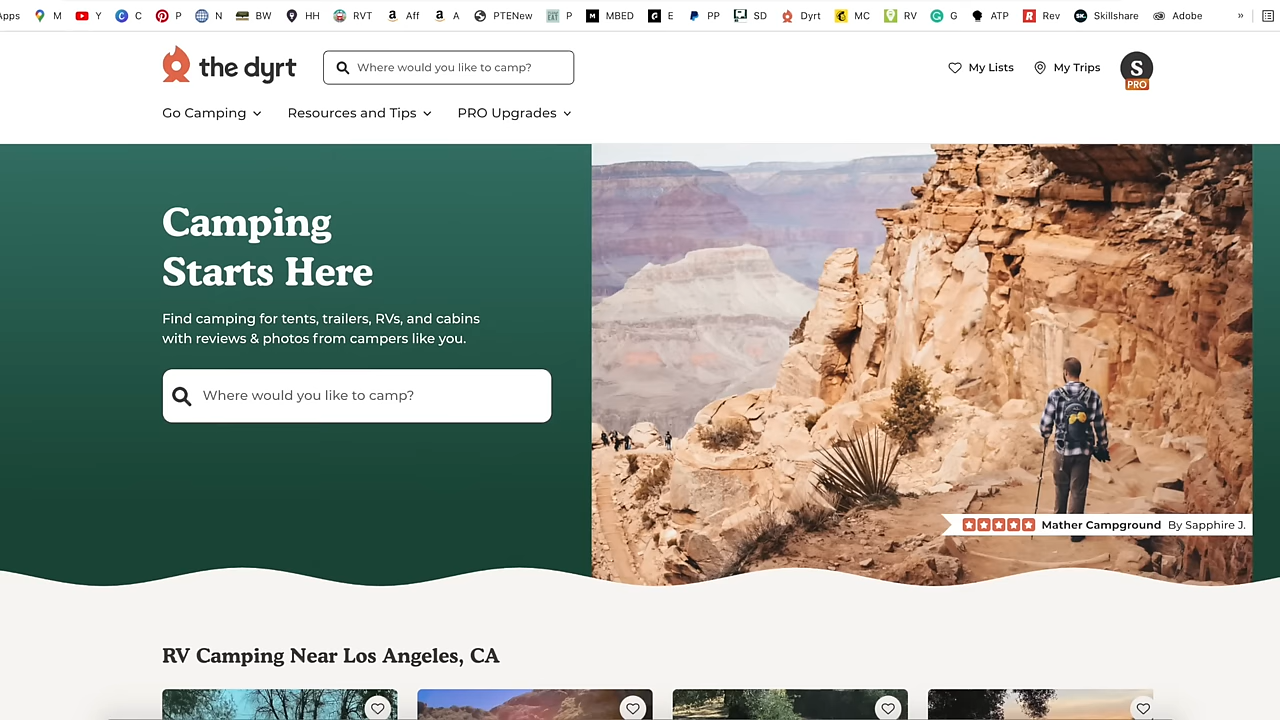 Apps M Y C P N BW HH RVT Aff A PTENew P MBED E PP SD Dyrt MC RV G ATP Rev Skillshare Adobe »
the dyrt
Where would you like to camp?
My Lists
My Trips
S
PRO
Go Camping
Resources and Tips
PRO Upgrades
Camping
Starts Here
Find camping for tents, trailers, RVs, and cabins
with reviews & photos from campers like you.
Where would you like to camp?
Mather Campground By Sapphire J.
RV Camping Near Los Angeles, CA